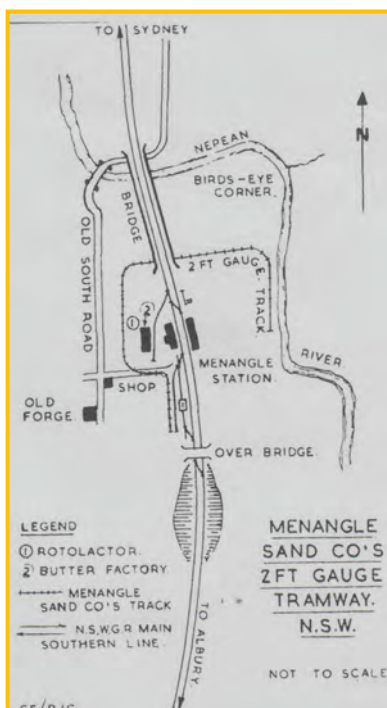 TO SYDNEY
N
NEPEAN
BIRDS-EYE
CORNER.
BRIDGE
OLD SOUTH ROAD
2 FT GAUGE TRACK
② ①
MENANGLE
STATION.
RIVER
SHOP
OLD
FORGE.
OVER BRIDGE.
LEGEND
① ROTOLACTOR.
② BUTTER FACTORY.
MENANGLE
SAND CO'S TRACK
N.S.W.G.R MAIN
SOUTHERN LINE.
TO ALBURY
MENANGLE
SAND CO'S
2FT GAUGE
TRAMWAY.
N.S.W.
NOT TO SCALE